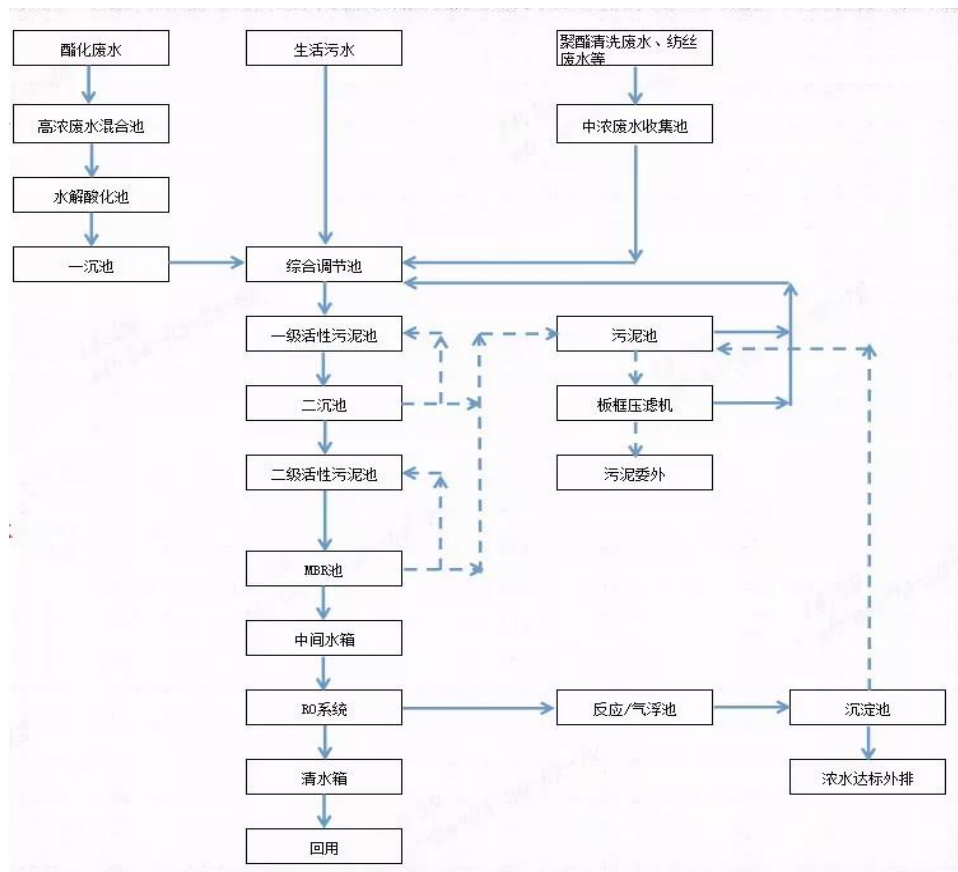 酯化废水
生活污水
聚酯清洗废水、纺丝
废水等
高浓废水混合池
中浓废水收集池
水解酸化池
一沉池
综合调节池
一级活性污泥池
污泥池
二沉池
板框压滤机
二级活性污泥池
污泥委外
MBR池
中间水箱
RO系统
反应/气浮池
沉淀池
清水箱
浓水达标外排
回用